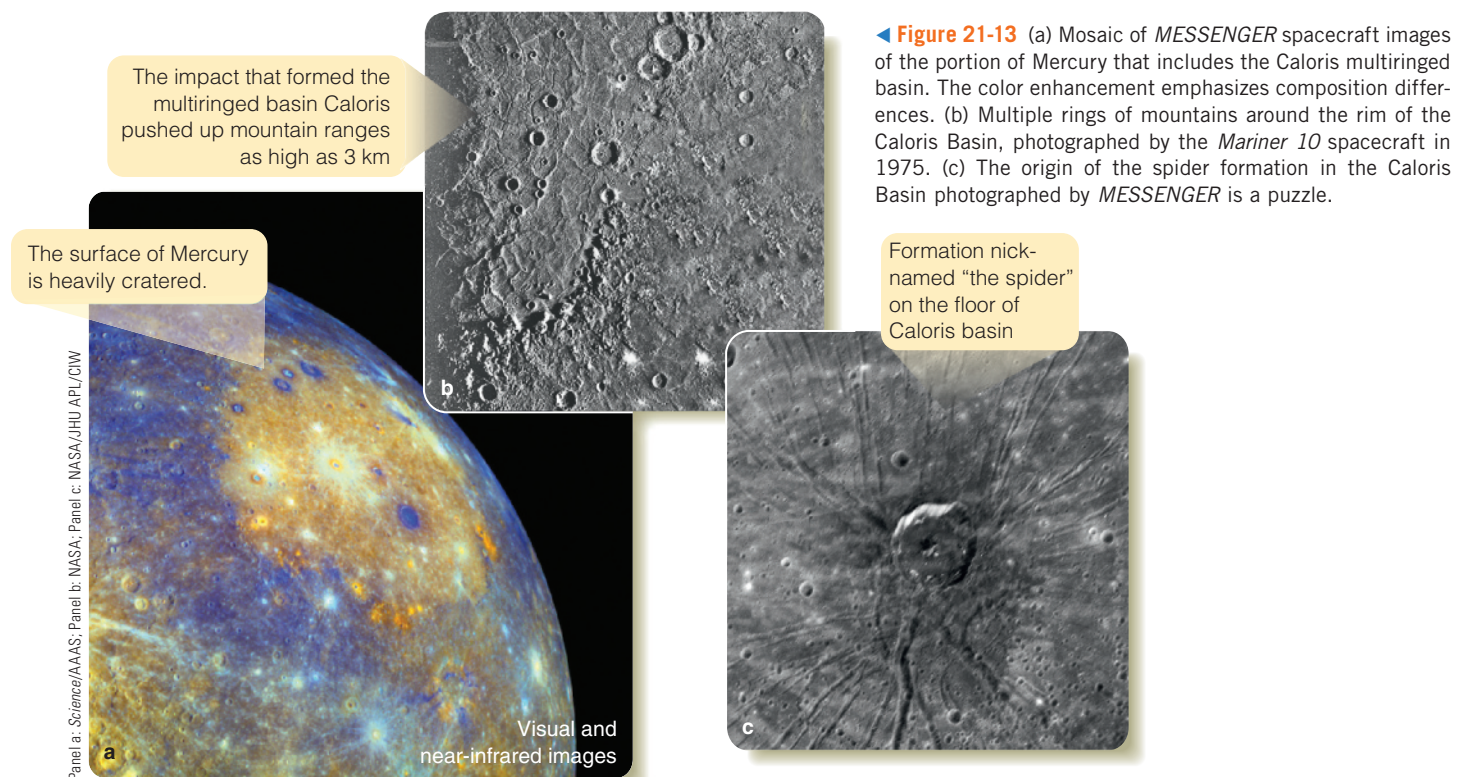 ◀ Figure 21-13 (a) Mosaic of MESSENGER spacecraft images
of the portion of Mercury that includes the Caloris multiringed
basin. The color enhancement emphasizes composition differ-
ences. (b) Multiple rings of mountains around the rim of the
Caloris Basin, photographed by the Mariner 10 spacecraft in
1975. (c) The origin of the spider formation in the Caloris
Basin photographed by MESSENGER is a puzzle.
The impact that formed the
multiringed basin Caloris
pushed up mountain ranges
as high as 3 km
The surface of Mercury
is heavily cratered.
Formation nick-
named “the spider”
on the floor of
Caloris basin
b
c
Visual and
near-infrared images
a
Panel a: Science/AAAS; Panel b: NASA; Panel c: NASA/JHU APL/CIW